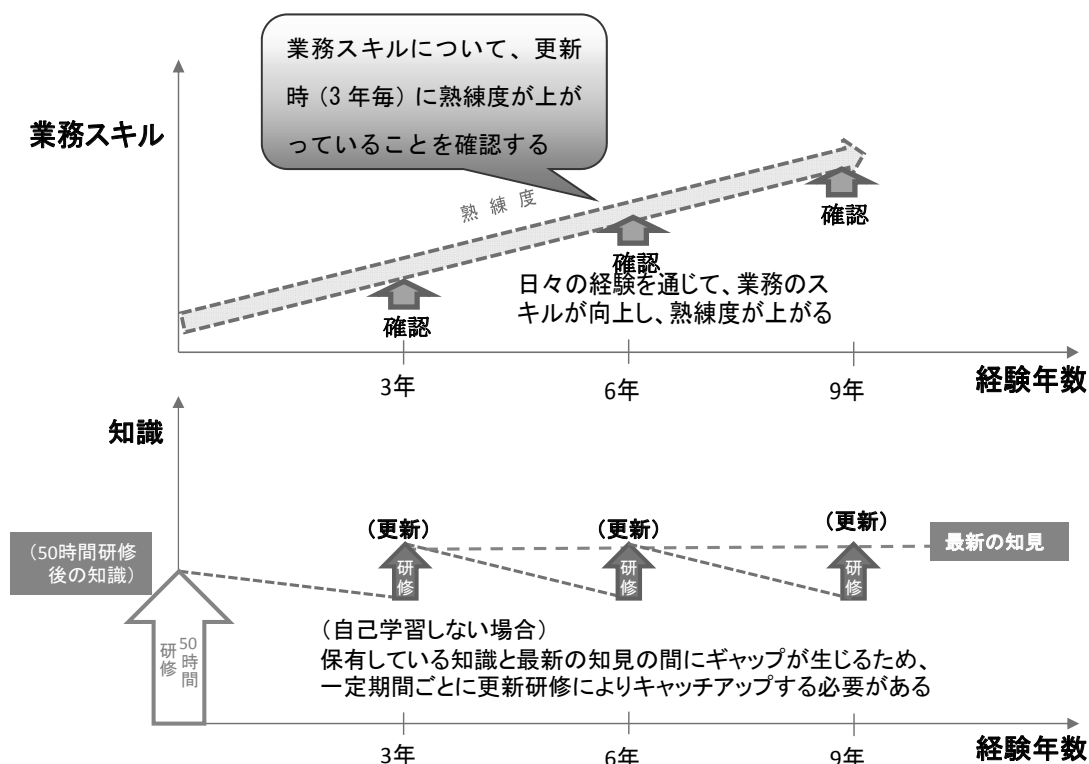 業務スキルについて、更新
時（3 年毎）に熟練度が上が
っていることを確認する
業務スキル
熟練度
確認
確認
確認
日々の経験を通じて、業務のス
キルが向上し、熟練度が上がる
3年
6年
9年
経験年数
知識
（50時間研修
後の知識）
（更新）
（更新）
（更新）
最新の知見
研修
研修
研修
50時間
研修
（自己学習しない場合）
保有している知識と最新の知見の間にギャップが生じるため、
一定期間ごとに更新研修によりキャッチアップする必要がある
3年
6年
9年
経験年数